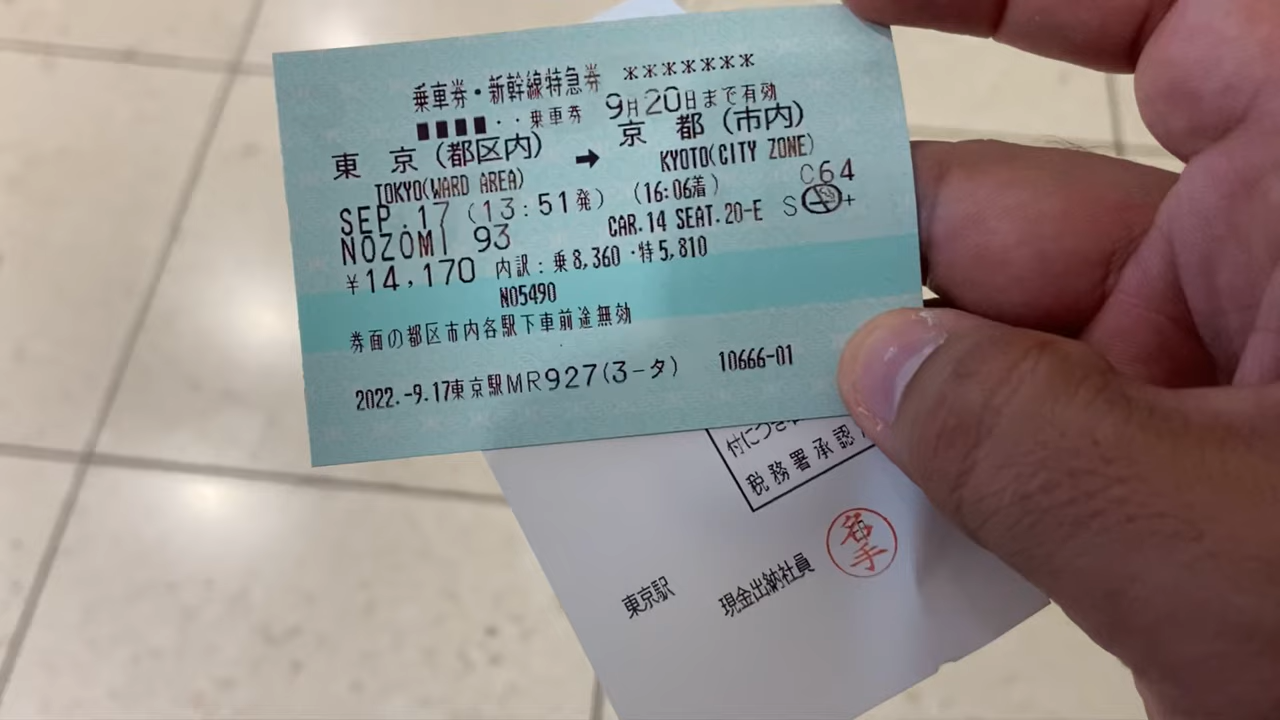 乗車券・新幹線特急券 *******
■■■■・・乗車券 9月20日まで有効
東 京(都区内) → 京 都(市内)
TOKYO(WARD AREA) KYOTO(CITY ZONE)
SEP.17 (13:51発) (16:06着) C64
NOZOMI 93 CAR.14 SEAT.20-E S
¥14,170 内訳:乗8,360・特5,810
N05490
券面の都区市内各駅下車前途無効
2022.-9.17東京駅MR927(3-タ) 10666-01
付につき
税務署承認
東京駅 現金出納社員